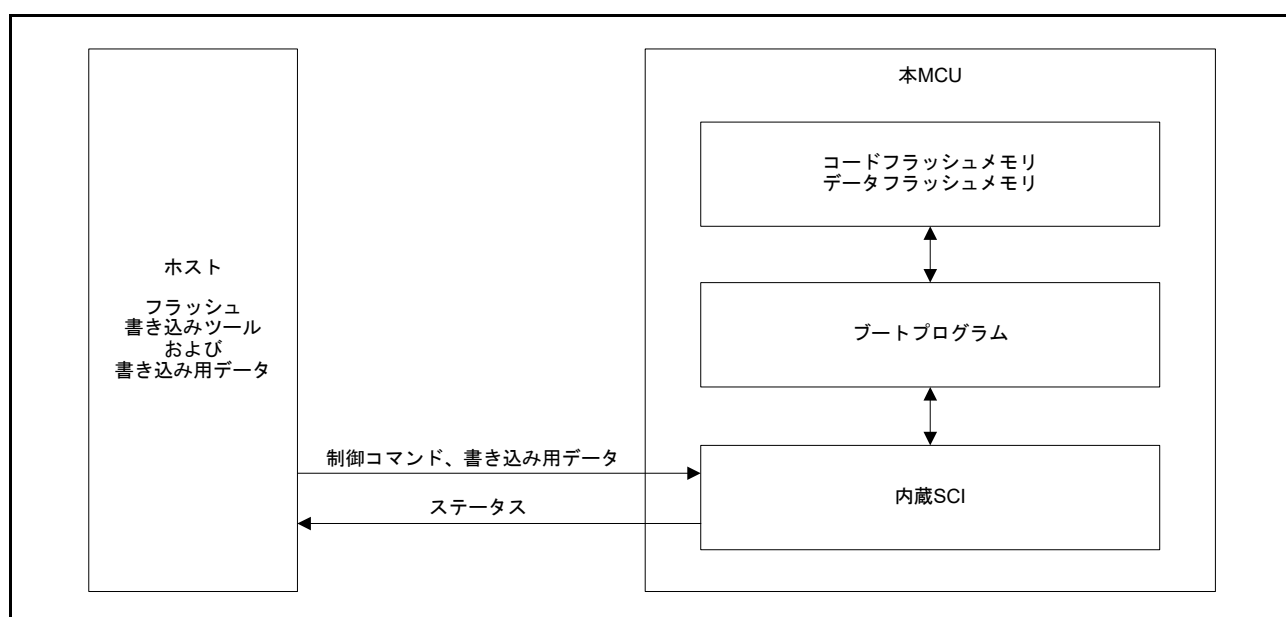 ホスト
フラッシュ
書き込みツール
および
書き込み用データ
制御コマンド、書き込み用データ
ステータス
本MCU
コードフラッシュメモリ
データフラッシュメモリ
ブートプログラム
内蔵SCI